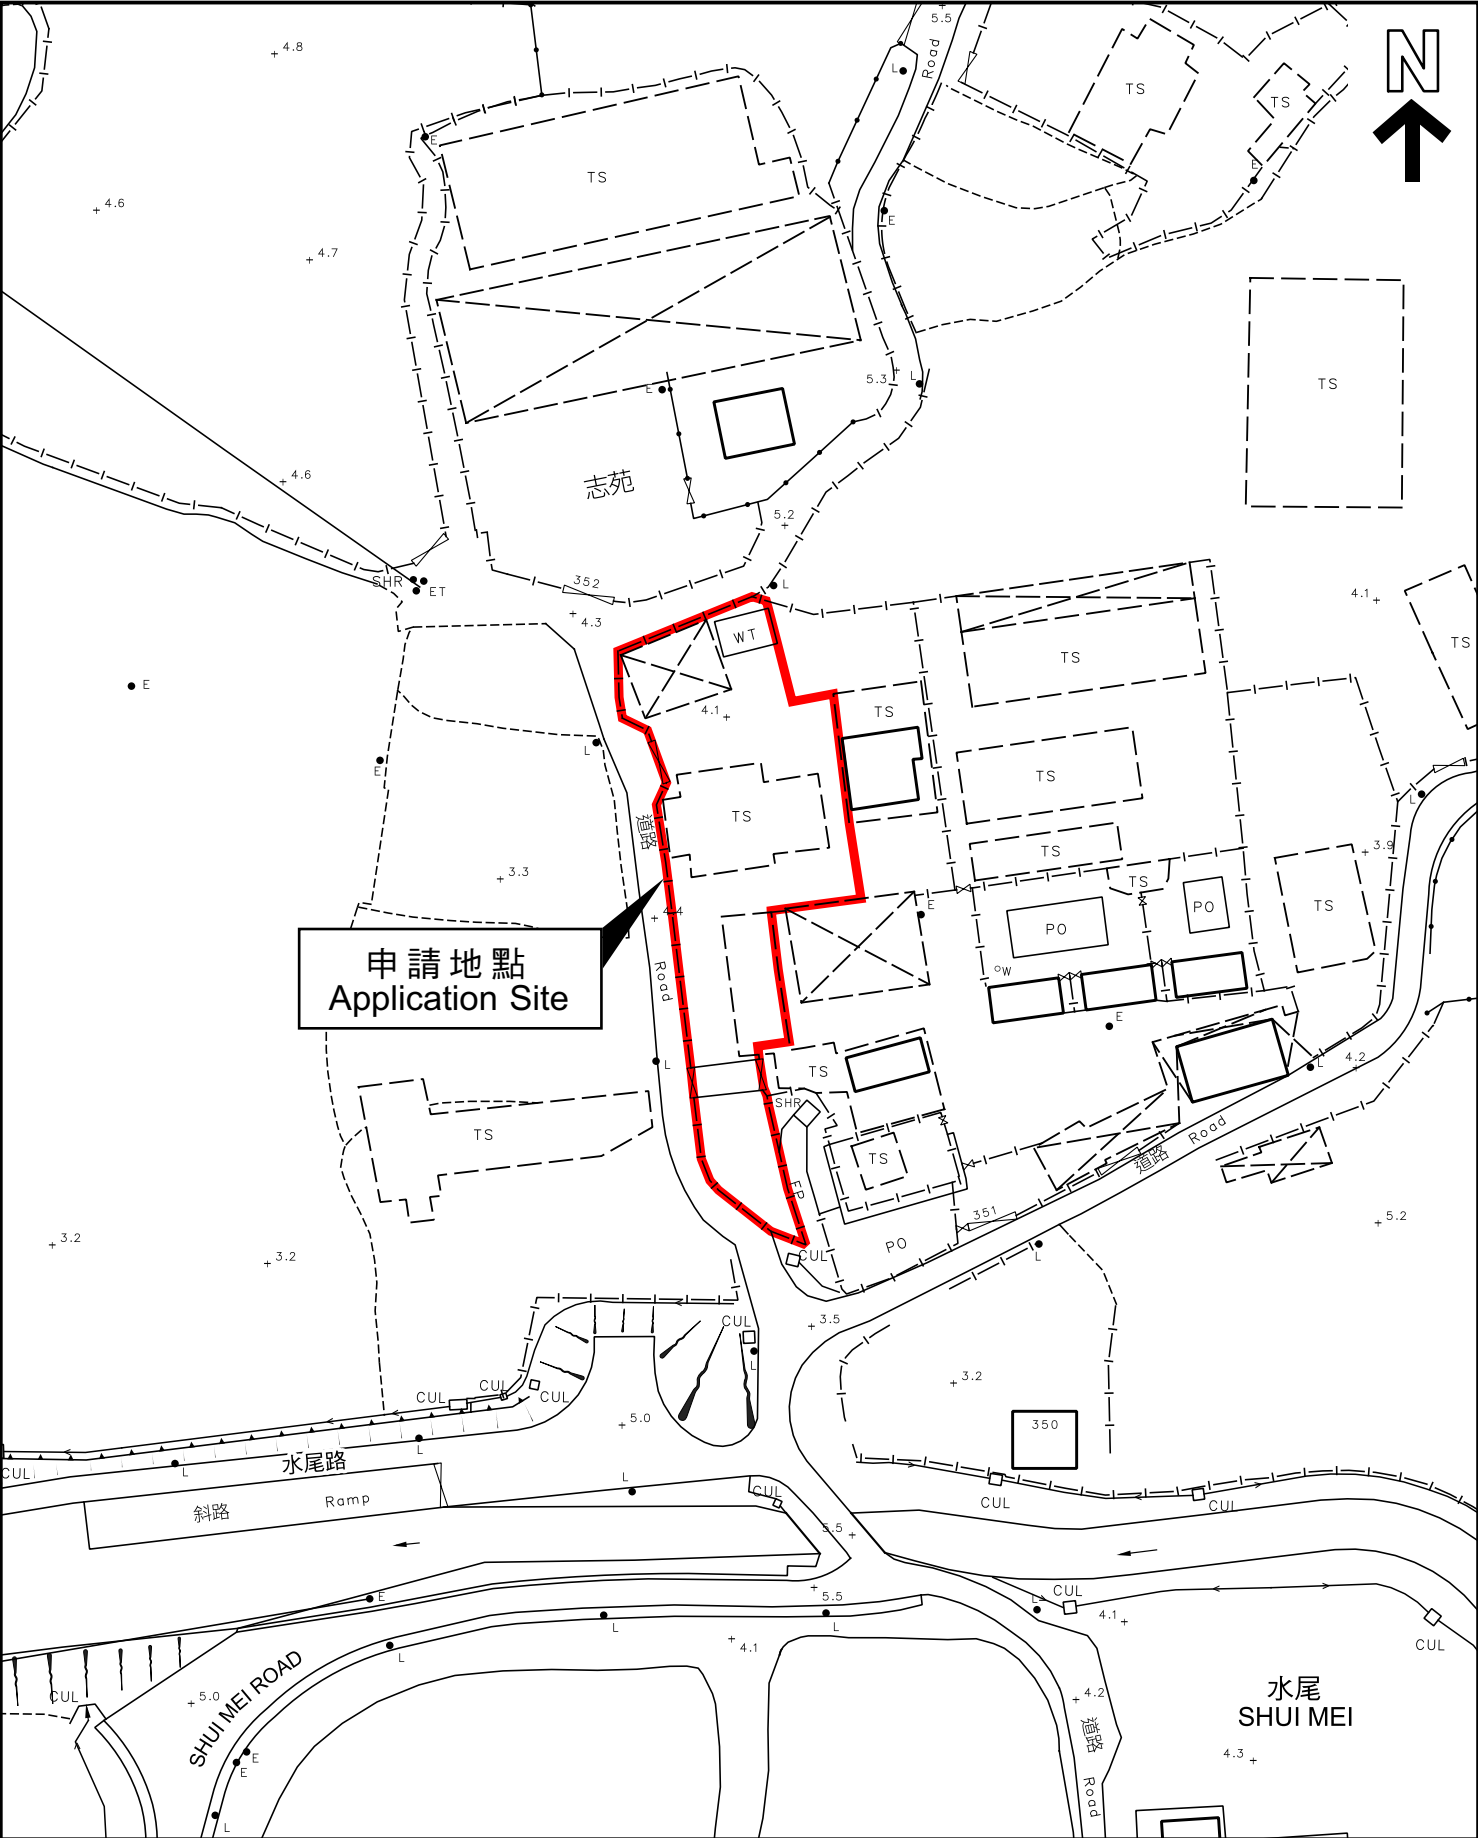 5.5
N
4.8
L
Road
TS
TS
E
E
TS
4.6
E
4.7
TS
5.3
L
E
志苑
4.6
5.2
SHR
ET
352
L
4.1
4.3
WT
TS
TS
E
4.1
TS
L
E
TS
L
道路
TS
TS
3.9
3.3
TS
4.4
E
PO
PO
TS
申請地點
Application Site
Road
W
E
L
TS
4.2
L
SHR
TS
TS
道路
Road
FP
351
5.2
3.2
3.2
PO
CUL
L
3.5
CUL
L
3.2
CUL
CUL
CUL
5.0
350
L
水尾路
L
CUL
L
CUL
CUL
CUL
斜路
Ramp
5.5
E
5.5
L
CUL
4.1
L
L
4.1
L
CUL
CUL
5.0
SHUI MEI ROAD
水尾
SHUI MEI
4.2
道路
Road
4.3
E
E
L